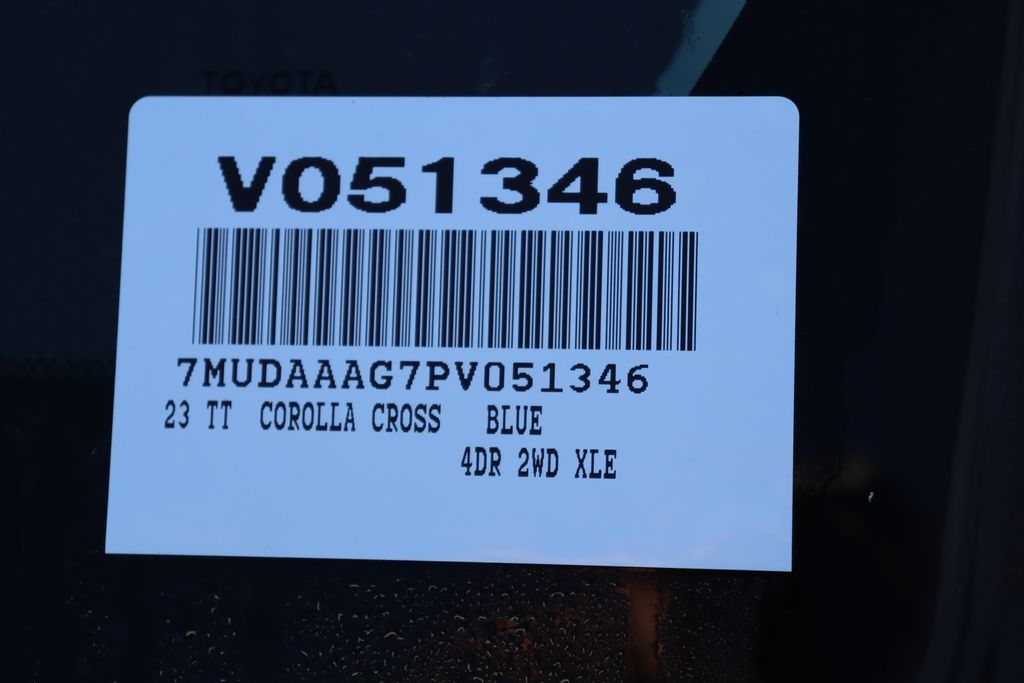 TOYOTA
V051346
7MUDAAAG7PV051346
23 TT COROLLA CROSS BLUE
4DR 2WD XLE